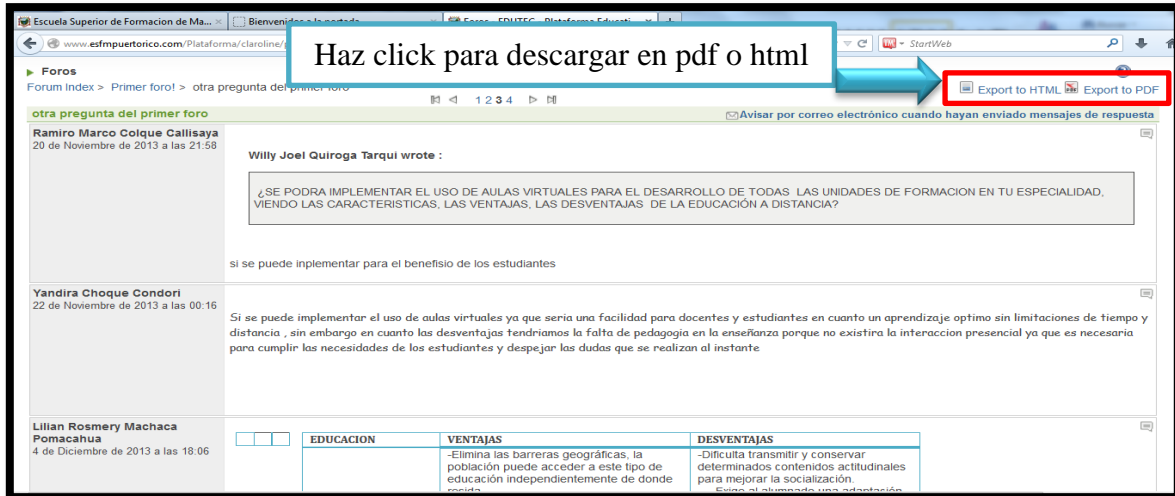 Escuela Superior de Formacion de Ma...
Bienvenidos a la portada
Foros - EDUTEC - Plataforma Educati...
www.esfmpuertorico.com/Plataforma/claroline/
StartWeb
Haz click para descargar en pdf o html
Foros
Forum Index > Primer foro! > otra pregunta del primer foro
Export to HTML Export to PDF
1 2 3 4
otra pregunta del primer foro
Avisar por correo electrónico cuando hayan enviado mensajes de respuesta
Ramiro Marco Colque Callisaya
20 de Noviembre de 2013 a las 21:58
Willy Joel Quiroga Tarqui wrote :
¿SE PODRA IMPLEMENTAR EL USO DE AULAS VIRTUALES PARA EL DESARROLLO DE TODAS LAS UNIDADES DE FORMACION EN TU ESPECIALIDAD,
VIENDO LAS CARACTERISTICAS, LAS VENTAJAS, LAS DESVENTAJAS DE LA EDUCACIÓN A DISTANCIA?
si se puede inplementar para el benefisio de los estudiantes
Yandira Choque Condori
22 de Noviembre de 2013 a las 00:16
Si se puede implementar el uso de aulas virtuales ya que seria una facilidad para docentes y estudiantes en cuanto un aprendizaje optimo sin limitaciones de tiempo y
distancia , sin embargo en cuanto las desventajas tendriamos la falta de pedagogia en la enseñanza porque no existira la interaccion presencial ya que es necesaria
para cumplir las necesidades de los estudiantes y despejar las dudas que se realizan al instante
Lilian Rosmery Machaca
Pomacahua
4 de Diciembre de 2013 a las 18:06
EDUCACION
VENTAJAS
DESVENTAJAS
-Elimina las barreras geográficas, la
población puede acceder a este tipo de
educación independientemente de donde
resida
-Dificulta transmitir y conservar
determinados contenidos actitudinales
para mejorar la socialización.
Exige al alumnado una adaptación